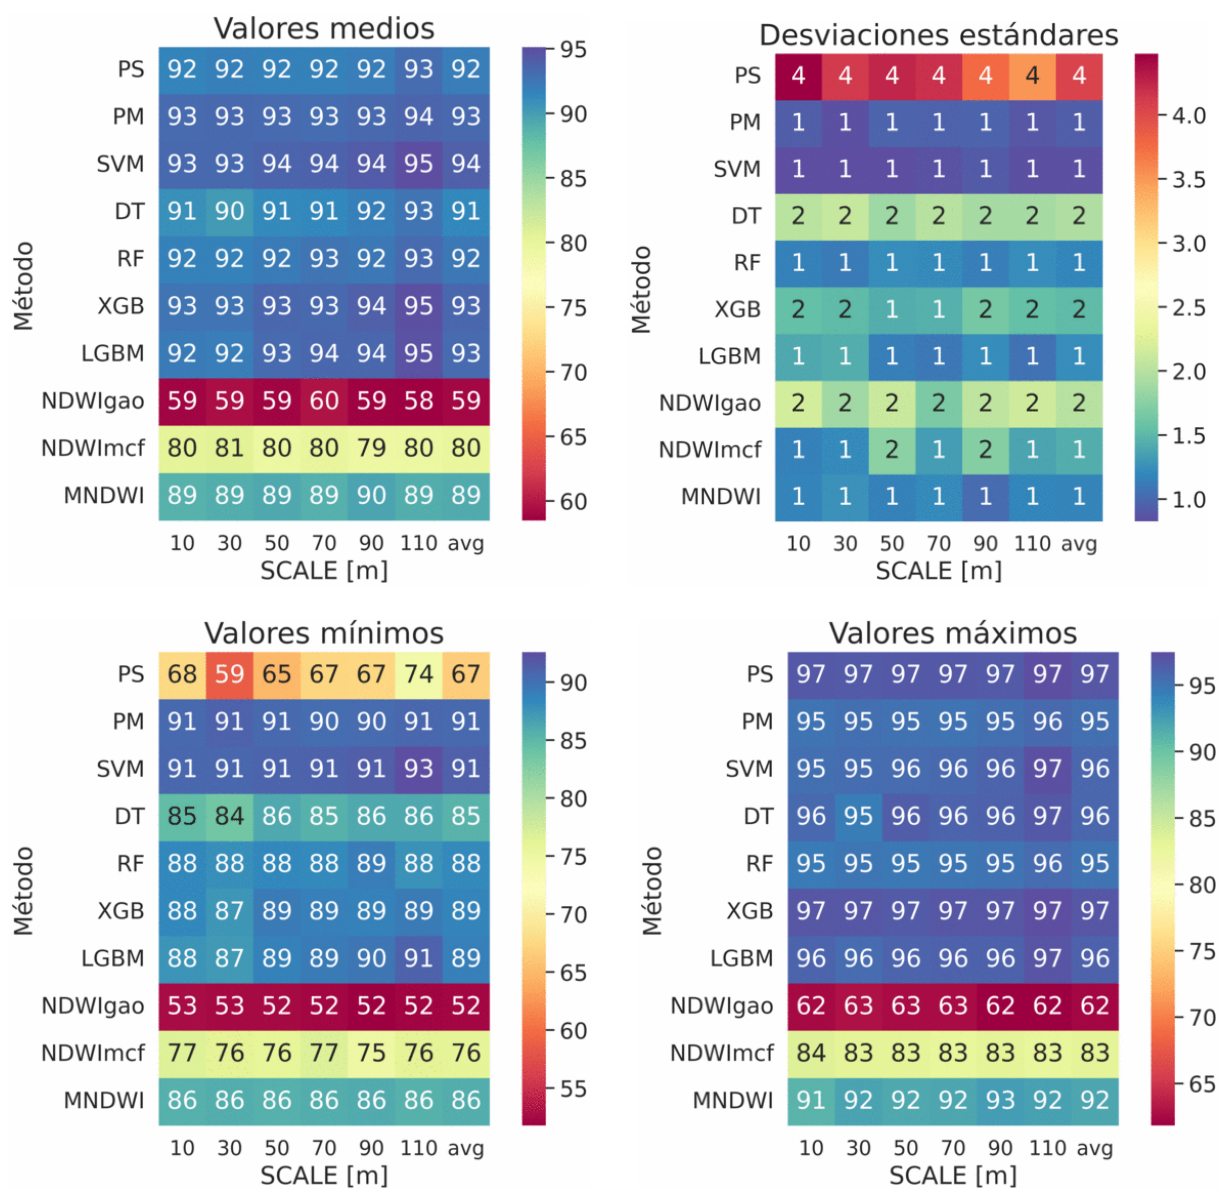 Valores medios
PS 92 92 92 92 92 93 92
PM 93 93 93 93 93 94 93
SVM 93 93 94 94 94 95 94
DT 91 90 91 91 92 93 91
RF 92 92 92 93 92 93 92
XGB 93 93 93 93 94 95 93
LGBM 92 92 93 94 94 95 93
NDWIgao 59 59 59 60 59 58 59
NDWImcf 80 81 80 80 79 80 80
MNDWI 89 89 89 89 90 89 89
10 30 50 70 90 110 avg
SCALE [m]
Método
95
90
85
80
75
70
65
60
Desviaciones estándares
PS 4 4 4 4 4 4 4
PM 1 1 1 1 1 1 1
SVM 1 1 1 1 1 1 1
DT 2 2 2 2 2 2 2
RF 1 1 1 1 1 1 1
XGB 2 2 1 1 2 2 2
LGBM 1 1 1 1 1 1 1
NDWIgao 2 2 2 2 2 2 2
NDWImcf 1 1 2 1 2 1 1
MNDWI 1 1 1 1 1 1 1
10 30 50 70 90 110 avg
SCALE [m]
Método
4.0
3.5
3.0
2.5
2.0
1.5
1.0
Valores mínimos
PS 68 59 65 67 67 74 67
PM 91 91 91 90 90 91 91
SVM 91 91 91 91 91 93 91
DT 85 84 86 85 86 86 85
RF 88 88 88 88 89 88 88
XGB 88 87 89 89 89 89 89
LGBM 88 87 89 89 90 91 89
NDWIgao 53 53 52 52 52 52 52
NDWImcf 77 76 76 77 75 76 76
MNDWI 86 86 86 86 86 86 86
10 30 50 70 90 110 avg
SCALE [m]
Método
90
85
80
75
70
65
60
55
Valores máximos
PS 97 97 97 97 97 97 97
PM 95 95 95 95 95 96 95
SVM 95 95 96 96 96 97 96
DT 96 95 96 96 96 97 96
RF 95 95 95 95 95 96 95
XGB 97 97 97 97 97 97 97
LGBM 96 96 96 96 96 97 96
NDWIgao 62 63 63 63 62 62 62
NDWImcf 84 83 83 83 83 83 83
MNDWI 91 92 92 92 93 92 92
10 30 50 70 90 110 avg
SCALE [m]
Método
95
90
85
80
75
70
65